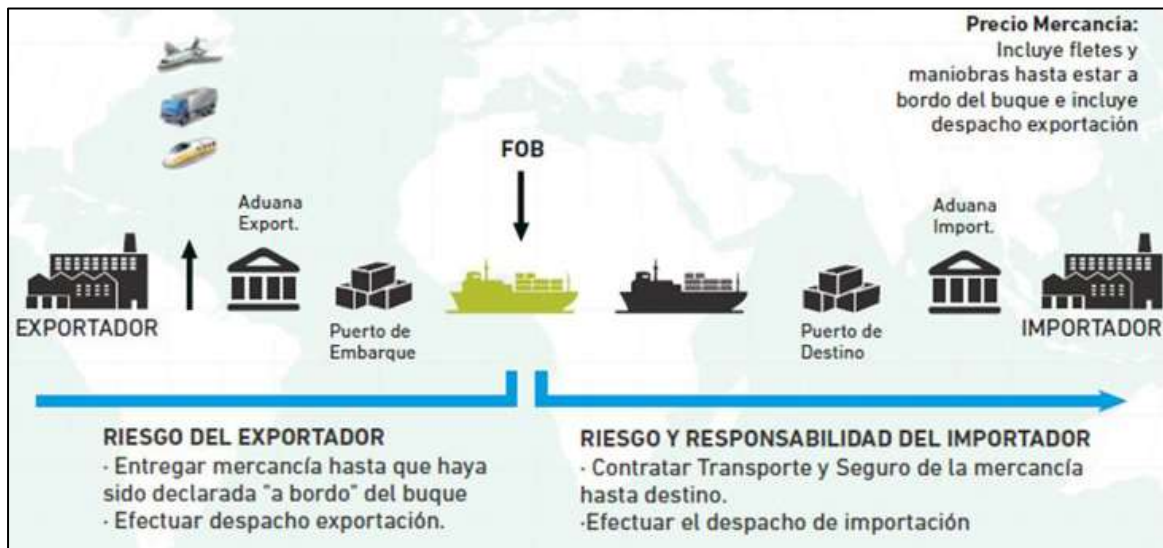 Precio Mercancía:
Incluye fletes y
maniobras hasta estar a
bordo del buque e incluye
despacho exportación
FOB
Aduana
Export.
Aduana
Import.
EXPORTADOR
Puerto de
Embarque
Puerto de
Destino
IMPORTADOR
RIESGO DEL EXPORTADOR
· Entregar mercancía hasta que haya
sido declarada "a bordo" del buque
· Efectuar despacho exportación.
RIESGO Y RESPONSABILIDAD DEL IMPORTADOR
· Contratar Transporte y Seguro de la mercancía
hasta destino.
·Efectuar el despacho de importación